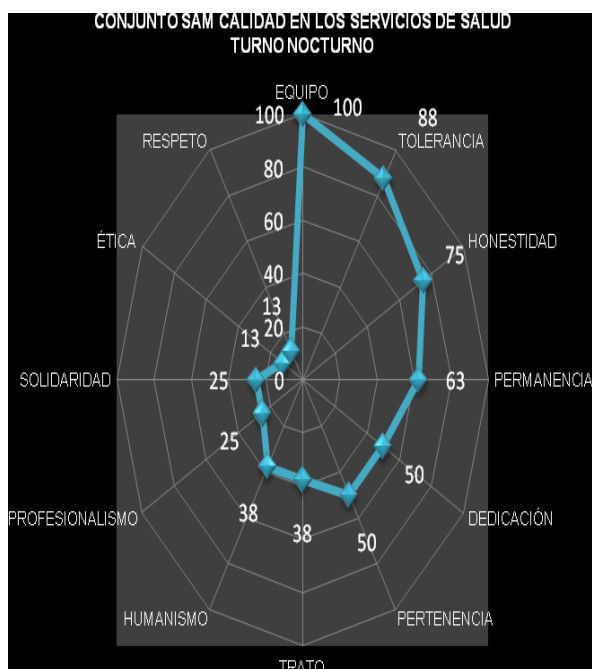 CONJUNTO SAM CALIDAD EN LOS SERVICIOS DE SALUD
TURNO NOCTURNO
EQUIPO
100
100
88
RESPETO
TOLERANCIA
80
60
ÉTICA
HONESTIDAD
75
40
13
20
13
SOLIDARIDAD
25
0
63
PERMANENCIA
25
50
PROFESIONALISMO
DEDICACIÓN
38
38
50
HUMANISMO
PERTENENCIA
TRATO